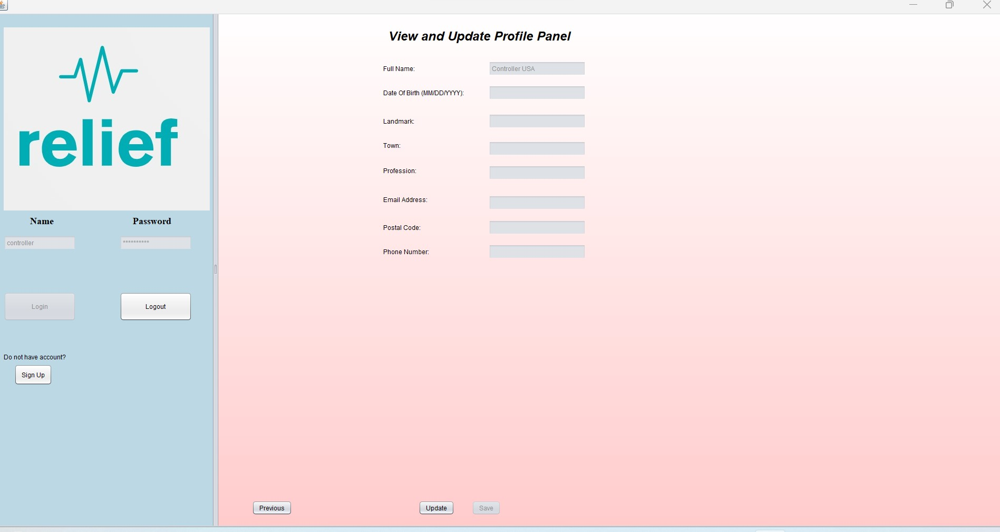 relief
Name Password
controller **********
Login Logout
Do not have account?
Sign Up
View and Update Profile Panel
Full Name: Controller USA
Date Of Birth (MM/DD/YYYY):
Landmark:
Town:
Profession:
Email Address:
Postal Code:
Phone Number:
Previous Update Save